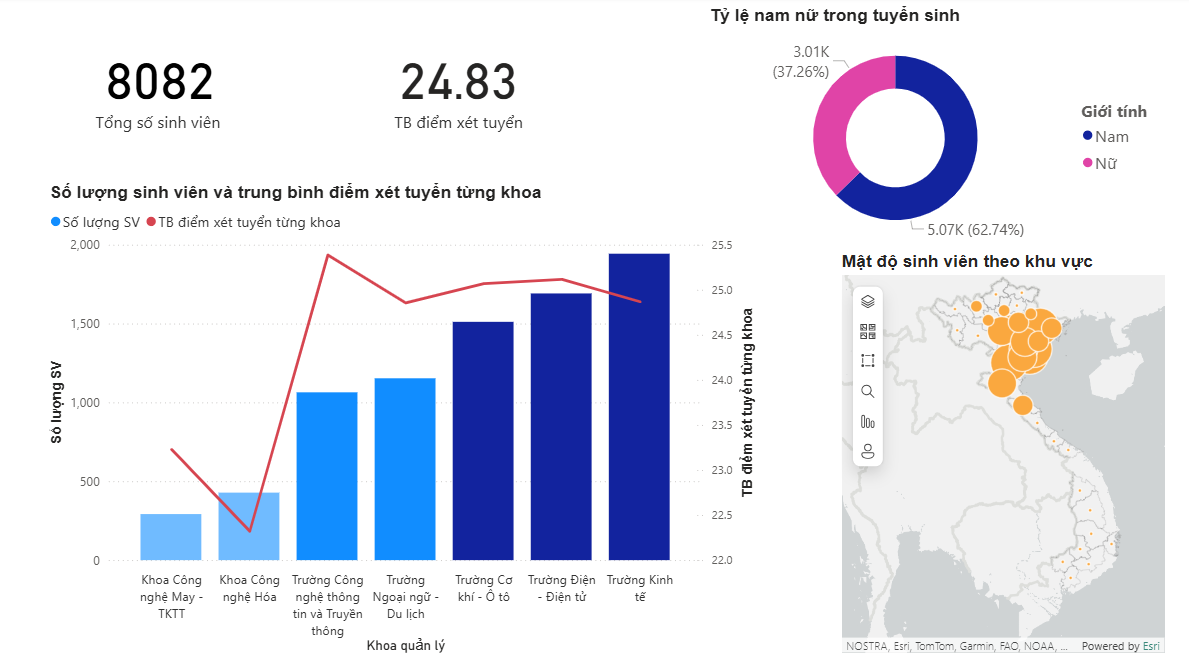 Tỷ lệ nam nữ trong tuyển sinh
8082
Tổng số sinh viên
24.83
TB điểm xét tuyển
3.01K
(37.26%)
5.07K (62.74%)
Giới tính
Nam
Nữ
Số lượng sinh viên và trung bình điểm xét tuyển từng khoa
Số lượng SV
TB điểm xét tuyển từng khoa
Số lượng SV
2,000
1,500
1,000
500
0
25.5
25.0
24.5
24.0
23.5
23.0
22.5
22.0
TB điểm xét tuyển từng khoa
Khoa Công
nghệ May -
TKTT
Khoa Công
nghệ Hóa
Trường Công
nghệ thông
tin và Truyền
thông
Trường
Ngoại ngữ -
Du lịch
Trường Cơ
khí - Ô tô
Trường Điện
- Điện tử
Trường Kinh
tế
Khoa quản lý
Mật độ sinh viên theo khu vực
NOSTRA, Esri, TomTom, Garmin, FAO, NOAA, ...
Powered by Esri